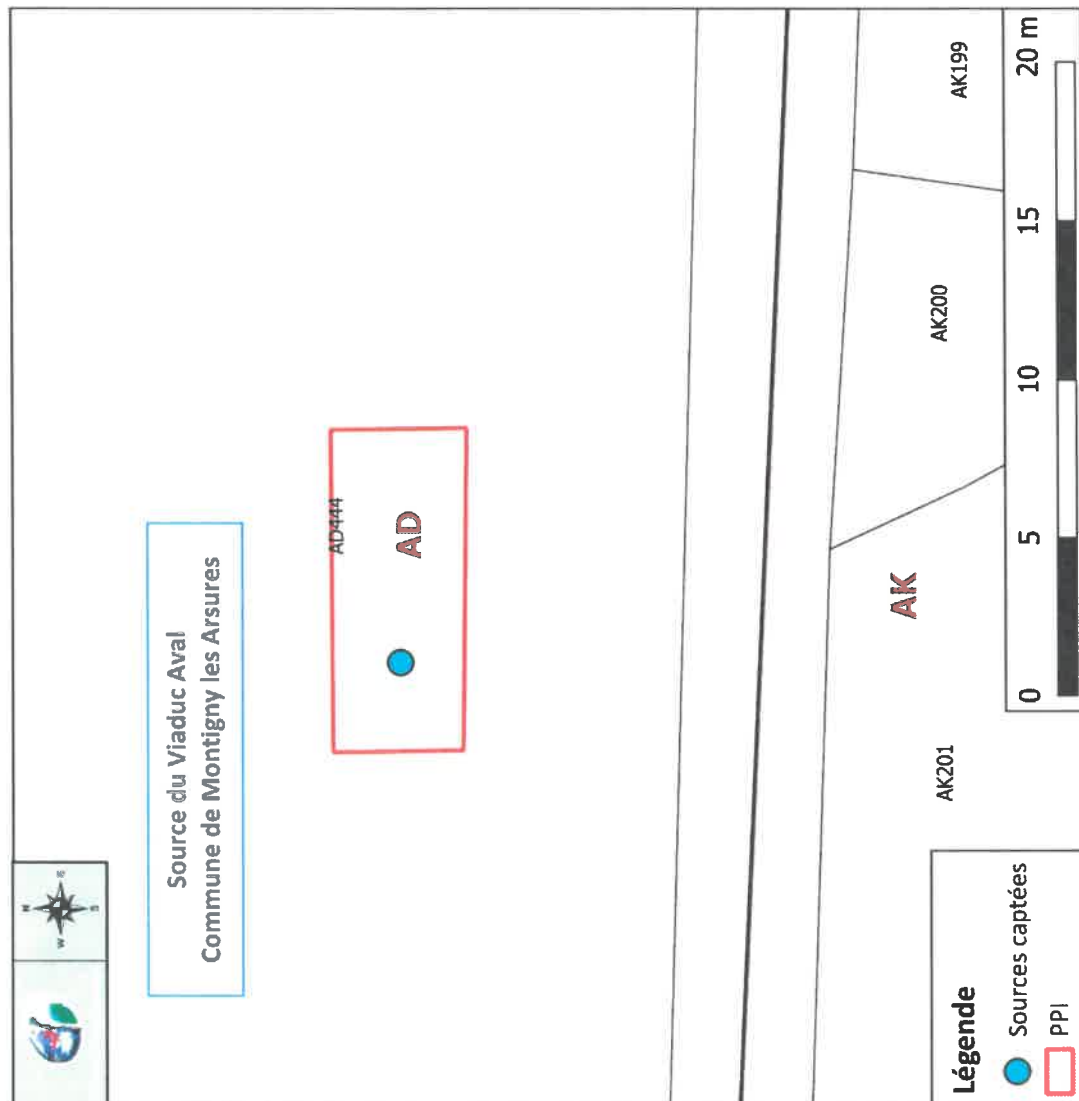 N
W
E
S
Source du Viaduc Aval
Commune de Montigny les Arsures
AD444
AD
AK
AK201
AK200
AK199
Légende
Sources captées
PPI
0
5
10
15
20 m